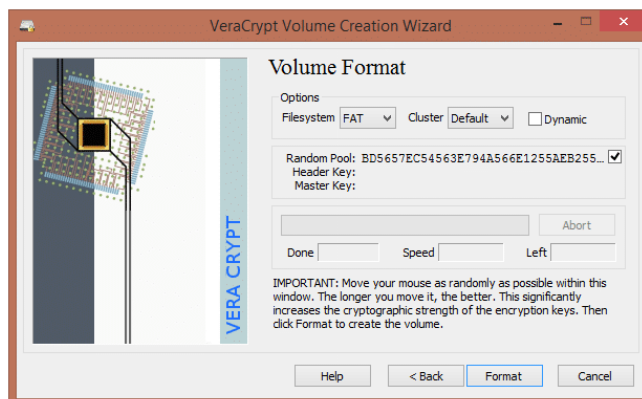 VeraCrypt Volume Creation Wizard
Volume Format
Options
Filesystem FAT Cluster Default Dynamic
Random Pool: BD5657EC54563E794A566E1255AEB255...
Header Key:
Master Key:
Abort
Done Speed Left
IMPORTANT: Move your mouse as randomly as possible within this
window. The longer you move it, the better. This significantly
increases the cryptographic strength of the encryption keys. Then
click Format to create the volume.
VERA CRYPT
Help < Back Format Cancel